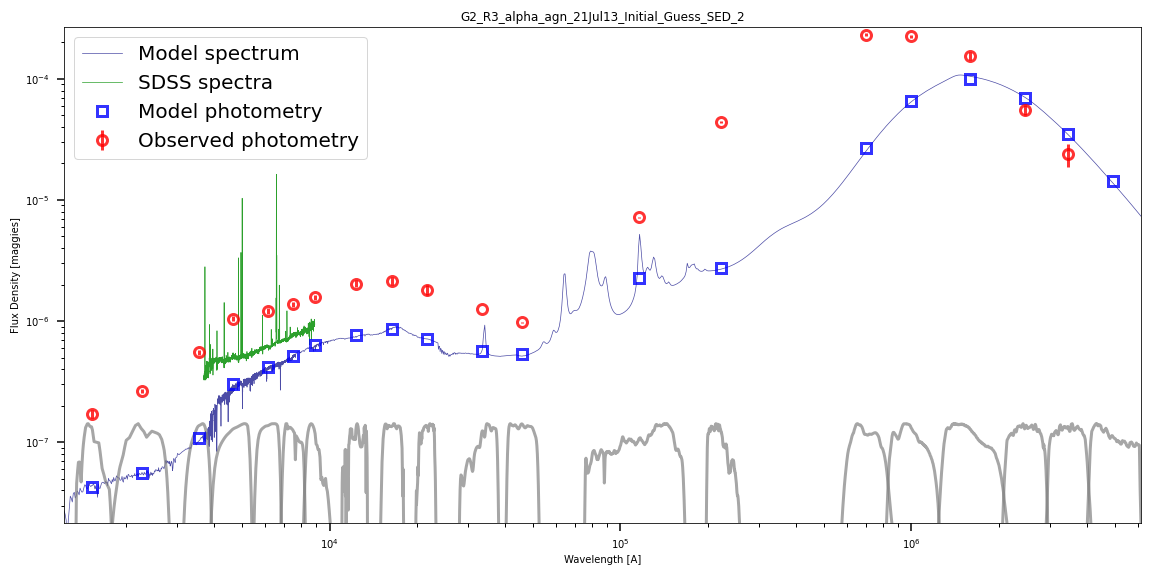 G2_R3_alpha_agn_21Jul13_Initial_Guess_SED_2
Model spectrum
SDSS spectra
Model photometry
Observed photometry
Flux Density [maggies]
10⁻⁴
10⁻⁵
10⁻⁶
10⁻⁷
10⁴ 10⁵ 10⁶
Wavelength [A]